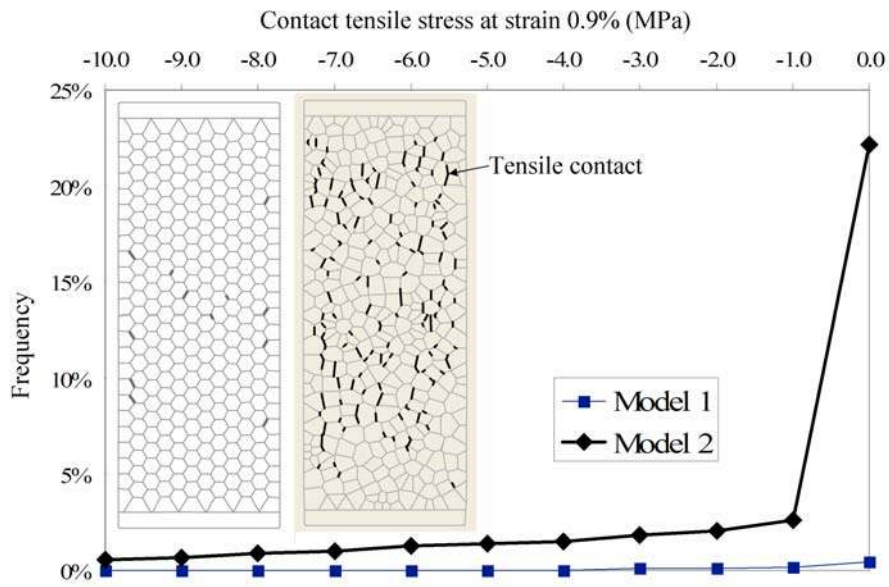 Contact tensile stress at strain 0.9% (MPa)
-10.0 -9.0 -8.0 -7.0 -6.0 -5.0 -4.0 -3.0 -2.0 -1.0 0.0
25%
Tensile contact
20%
15%
Frequency
10%
Model 1
Model 2
5%
0%